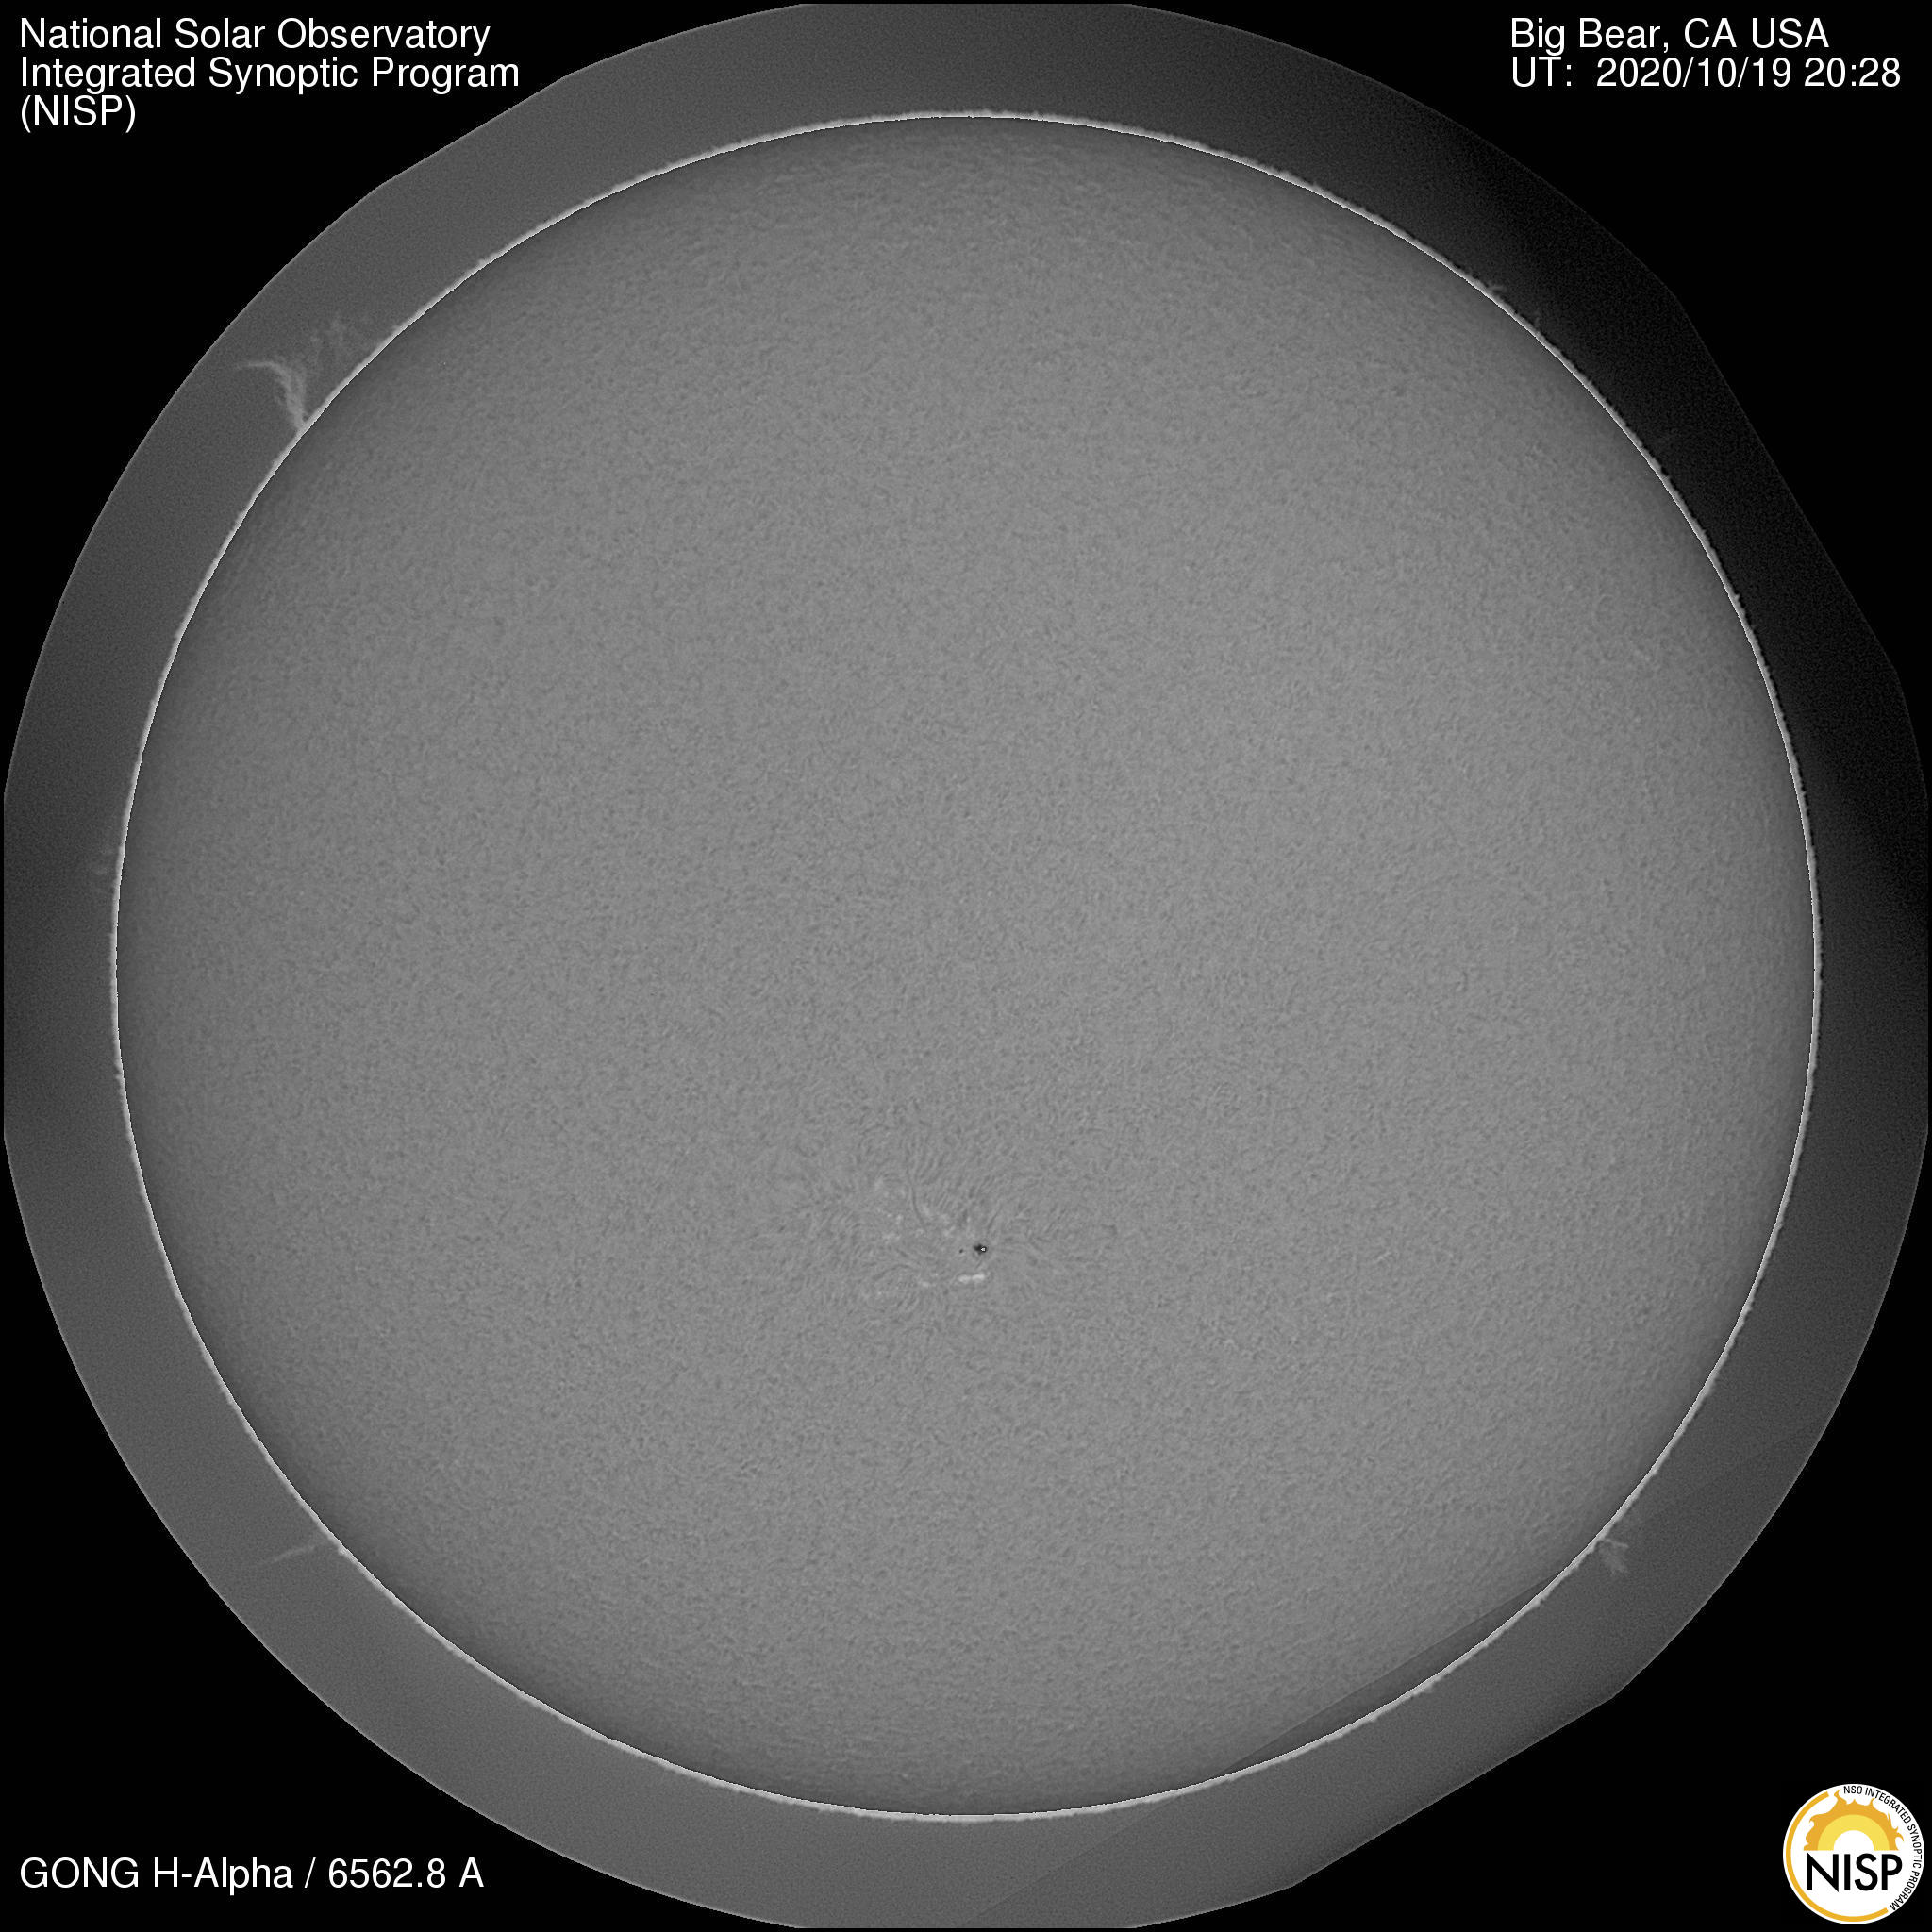 National Solar Observatory
Integrated Synoptic Program
(NISP)
Big Bear, CA USA
UT: 2020/10/19 20:28
GONG H-Alpha / 6562.8 A
NSO INTEGRATED SYNOPTIC PROGRAM
NISP